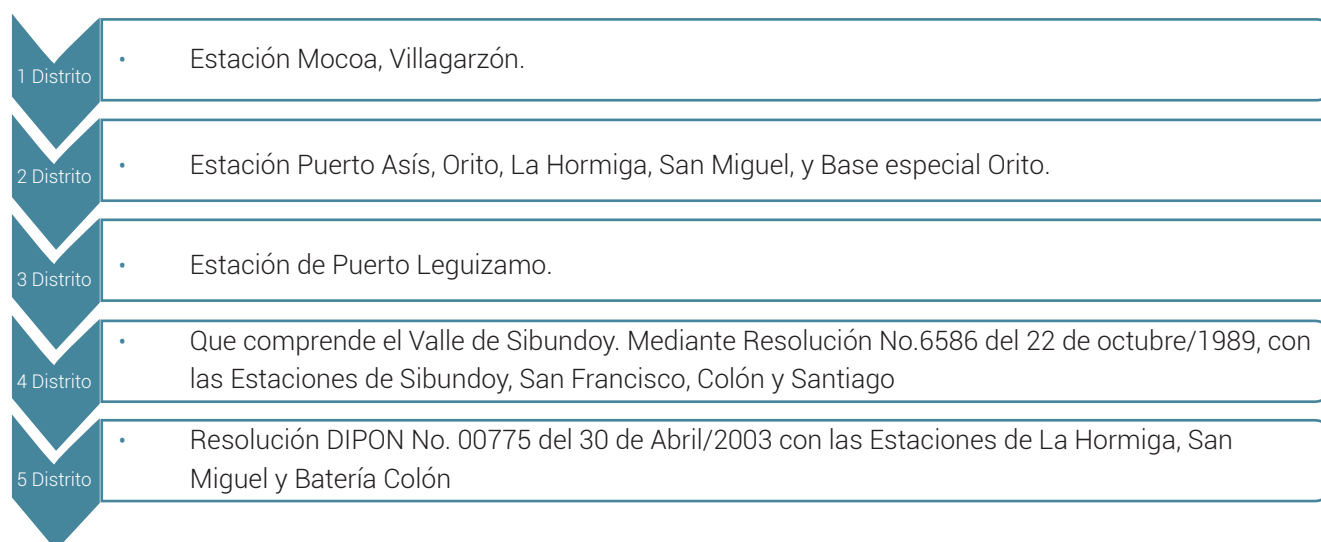 1 Distrito
• Estación Mocoa, Villagarzón.
2 Distrito
• Estación Puerto Asís, Orito, La Hormiga, San Miguel, y Base especial Orito.
3 Distrito
• Estación de Puerto Leguizamo.
4 Distrito
• Que comprende el Valle de Sibundoy. Mediante Resolución No.6586 del 22 de octubre/1989, con
las Estaciones de Sibundoy, San Francisco, Colón y Santiago
5 Distrito
• Resolución DIPON No. 00775 del 30 de Abril/2003 con las Estaciones de La Hormiga, San
Miguel y Batería Colón